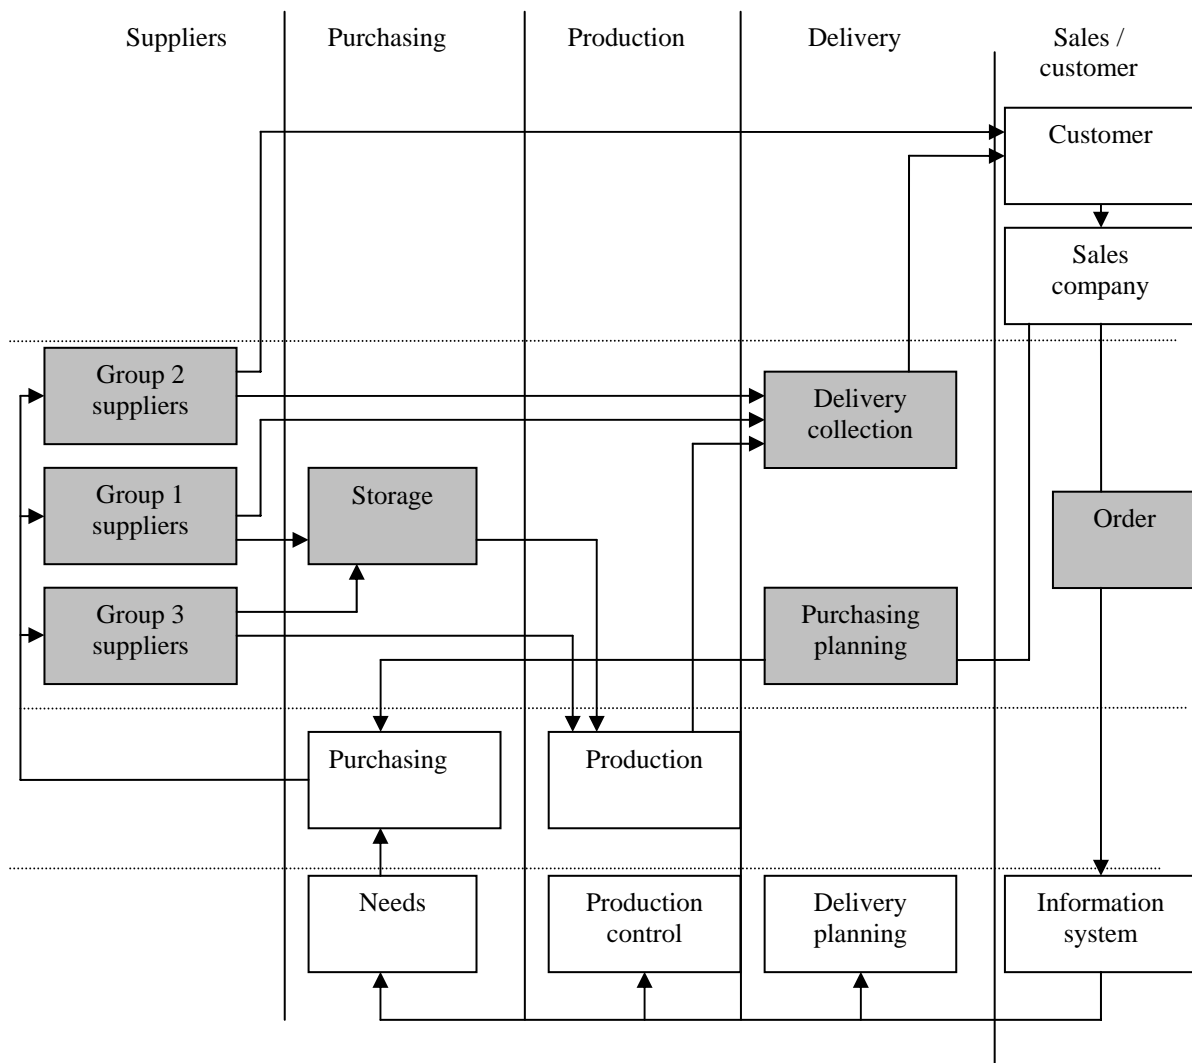 Suppliers
Purchasing
Production
Delivery
Sales /
customer
Customer
Sales
company
Group 2
suppliers
Delivery
collection
Group 1
suppliers
Storage
Order
Group 3
suppliers
Purchasing
planning
Purchasing
Production
Needs
Production
control
Delivery
planning
Information
system